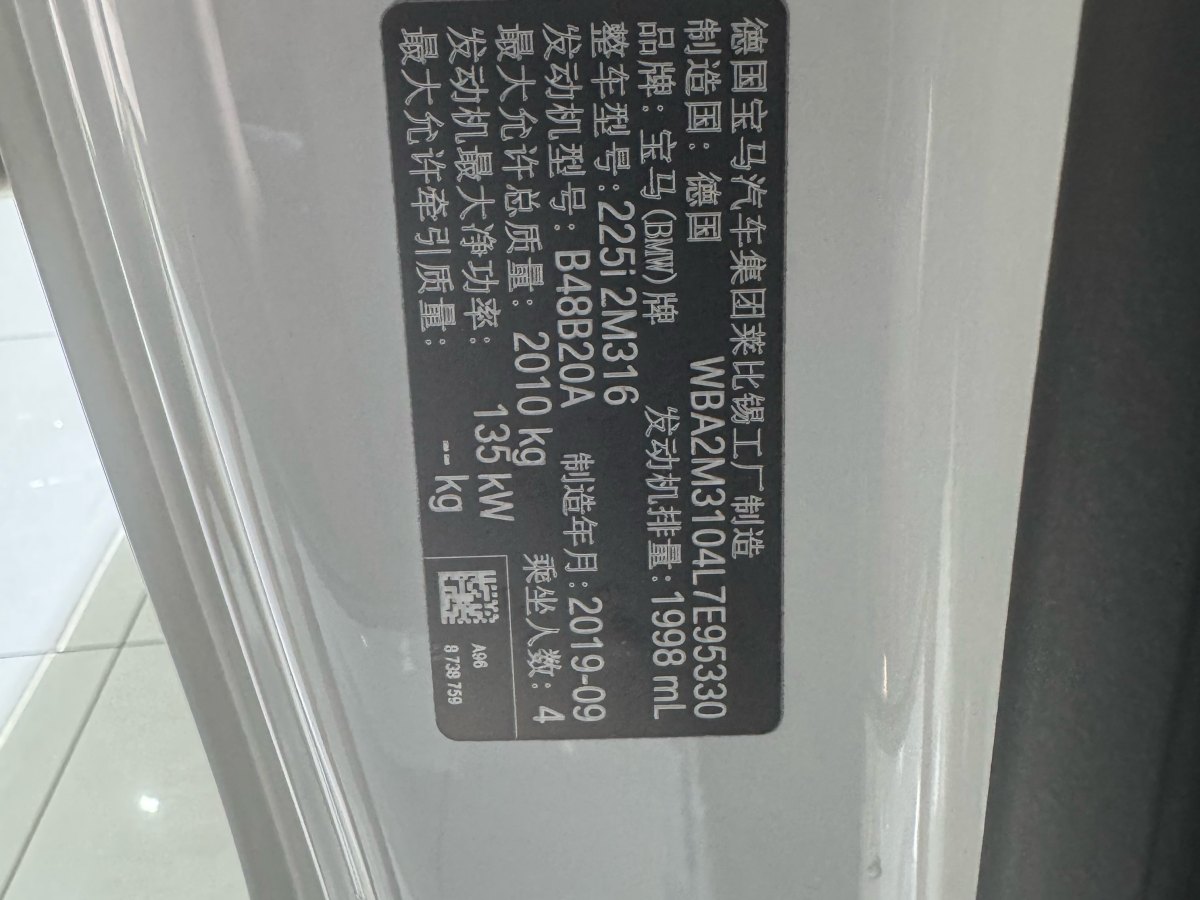 德国宝马汽车集团莱比锡工厂制造
制造国：德国 WBA2M3104L7E95330
品牌：宝马(BMW)牌 发动机排量：1998 mL
整车型号：225i 2M316
发动机型号：B48B20A 制造年月：2019-09
最大允许总质量：2010 kg 乘坐人数：4
发动机最大净功率：135 kW
最大允许牵引质量：-- kg
A96
8 738 759